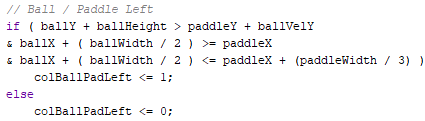 // Ball / Paddle Left
if ( ballY + ballHeight > paddleY + ballVelY
& ballX + ( ballWidth / 2 ) >= paddleX
& ballX + ( ballWidth / 2 ) <= paddleX + (paddleWidth / 3) )
colBallPadLeft <= 1;
else
colBallPadLeft <= 0;